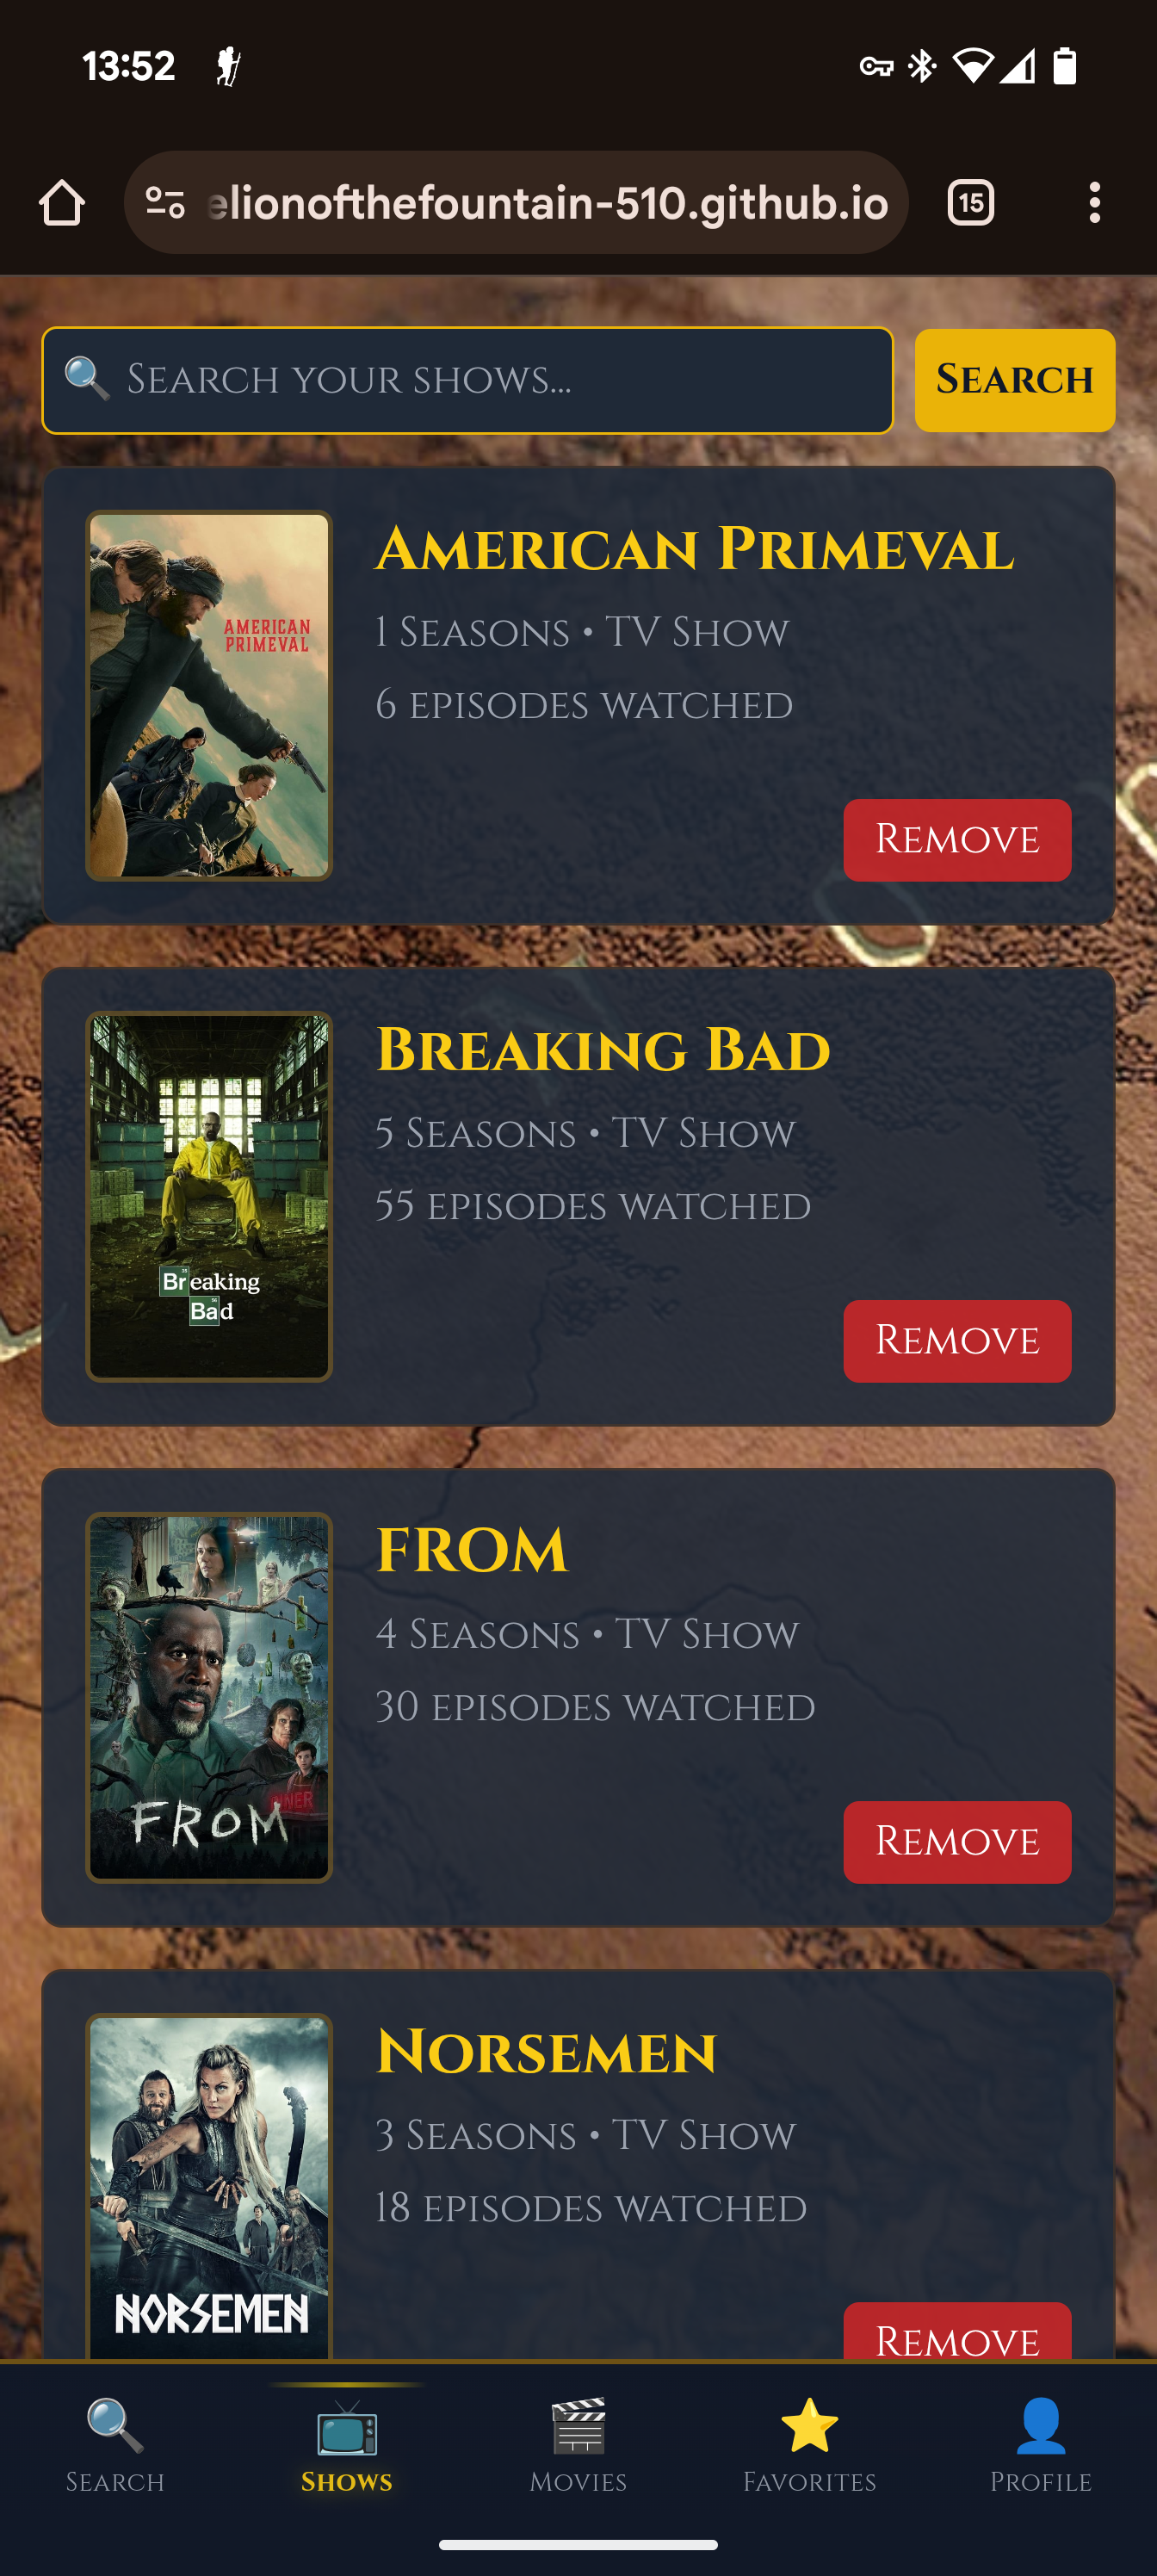 13:52
elionofthefountain-510.github.io
15
Search your shows...
Search
American Primeval
AMERICAN
PRIMEVAL
1 Seasons • TV Show
6 episodes watched
Remove
Breaking Bad
5 Seasons • TV Show
55 episodes watched
Breaking
Bad
Remove
FROM
4 Seasons • TV Show
30 episodes watched
DINER
FROM
Remove
Norsemen
3 Seasons • TV Show
18 episodes watched
NORSEMEN
Remove
Search
Shows
Movies
Favorites
Profile